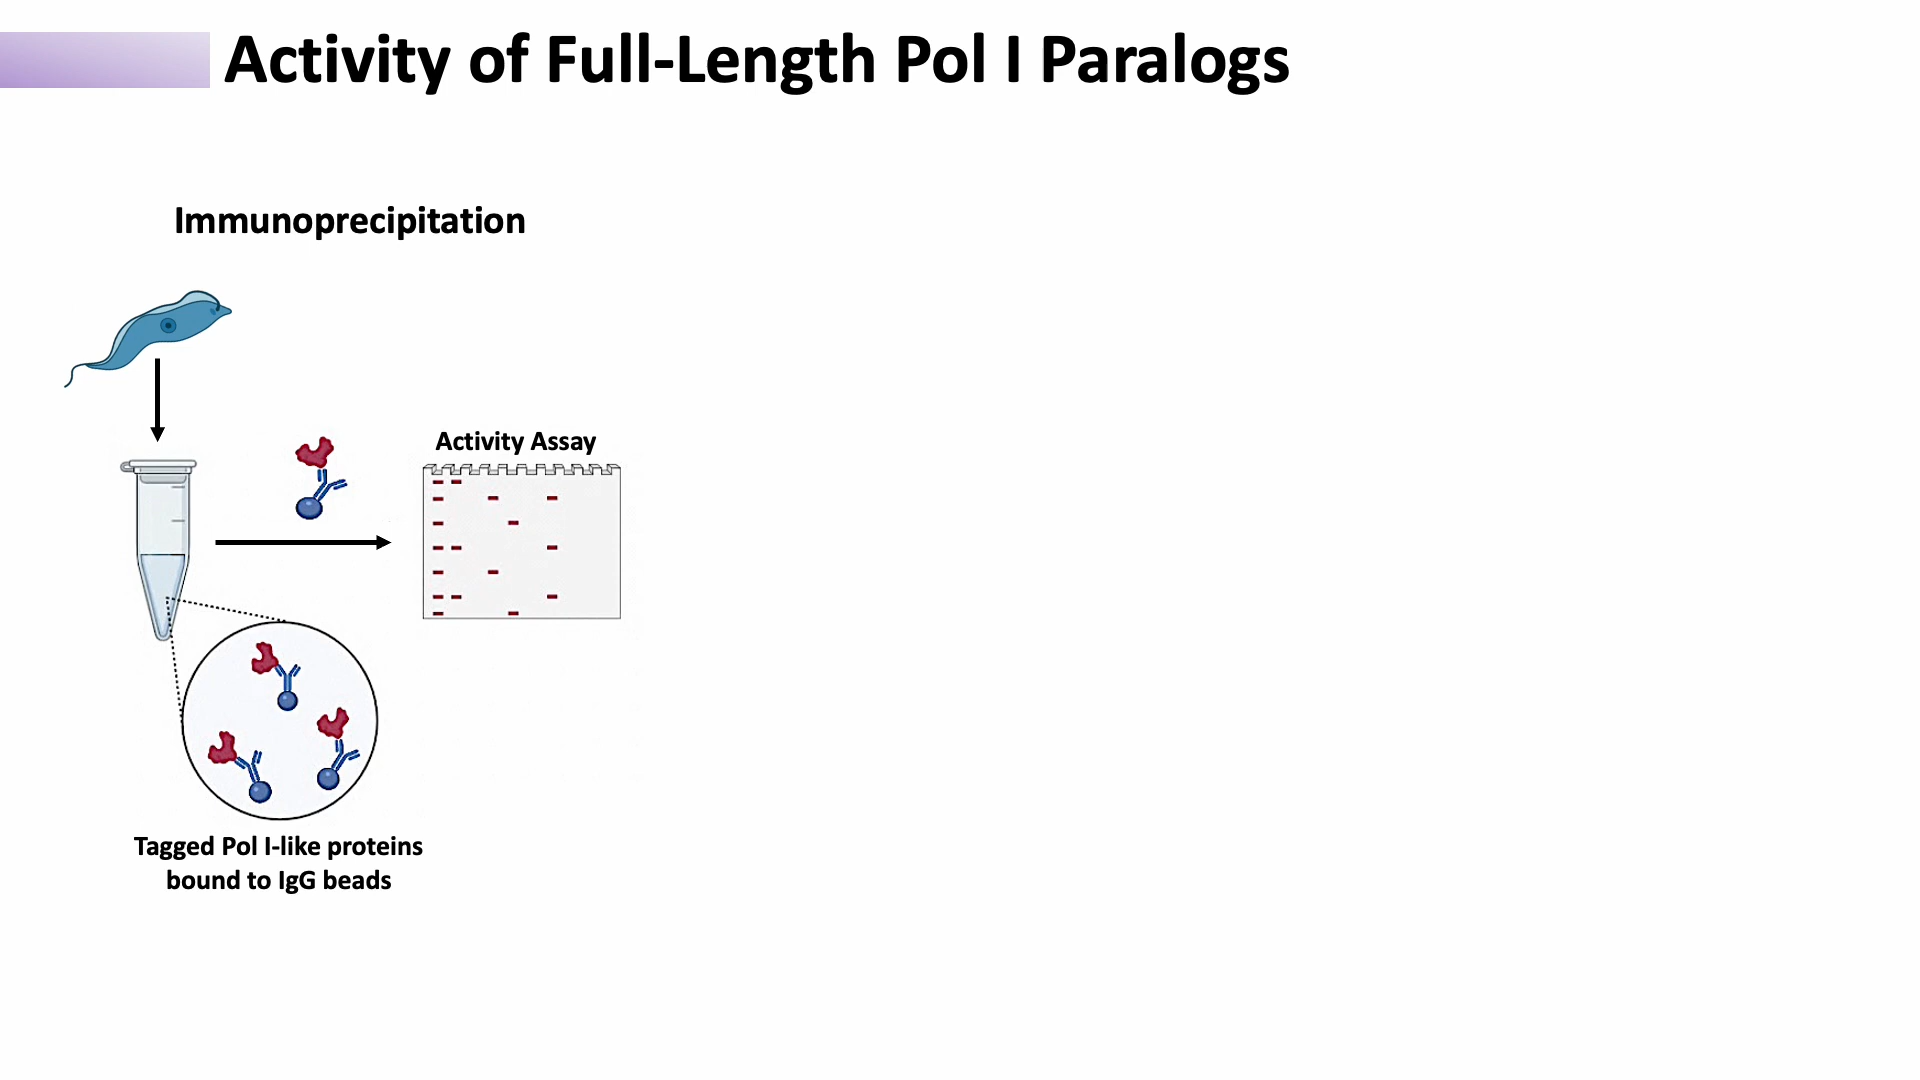 Activity of Full-Length Pol I Paralogs
Immunoprecipitation
Activity Assay
Tagged Pol I-like proteins
bound to IgG beads